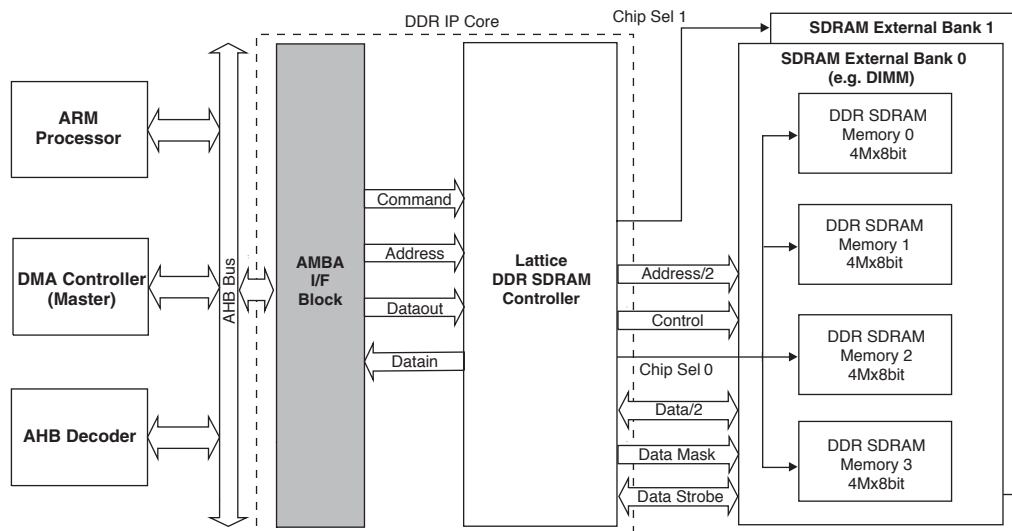 DDR IP Core
Chip Sel 1
SDRAM External Bank 1
SDRAM External Bank 0
(e.g. DIMM)
ARM
Processor
DMA Controller
(Master)
AHB Decoder
AHB Bus
AMBA
I/F
Block
Command
Address
Dataout
Datain
Lattice
DDR SDRAM
Controller
Address/2
Control
Chip Sel 0
Data/2
Data Mask
Data Strobe
DDR SDRAM
Memory 0
4Mx8bit
DDR SDRAM
Memory 1
4Mx8bit
DDR SDRAM
Memory 2
4Mx8bit
DDR SDRAM
Memory 3
4Mx8bit